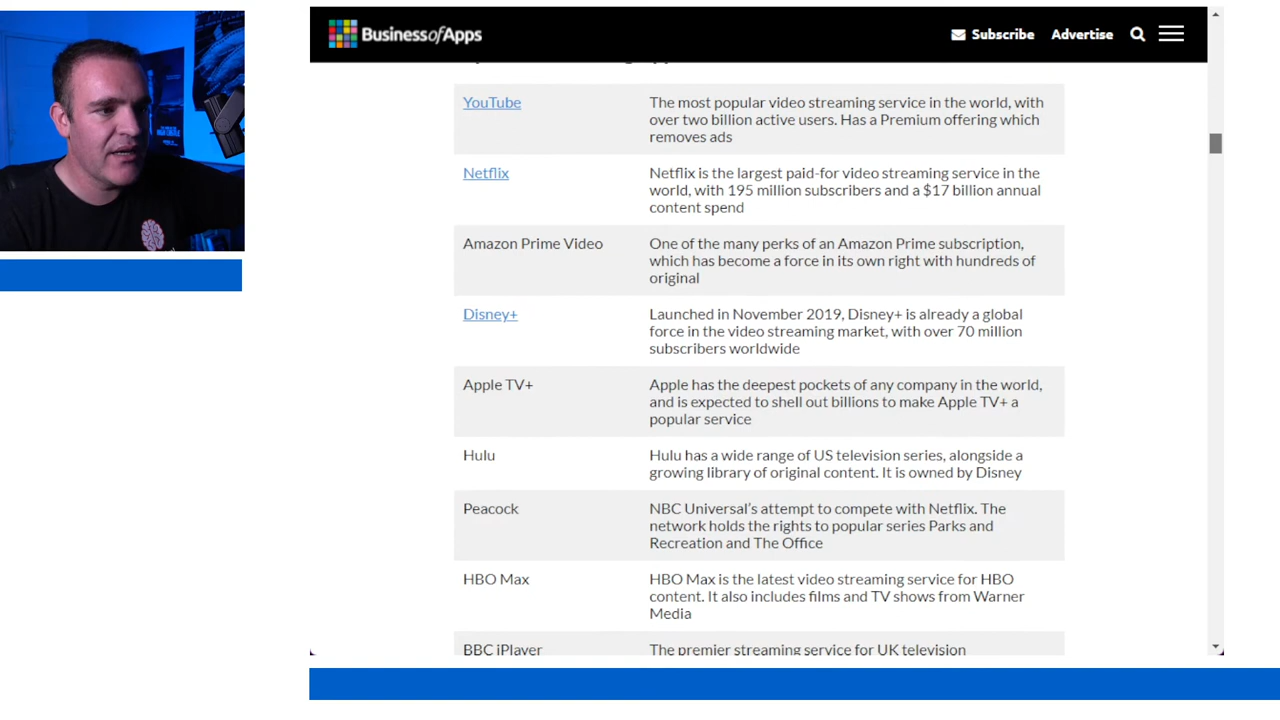 BusinessofApps
Subscribe
Advertise
YouTube
The most popular video streaming service in the world, with
over two billion active users. Has a Premium offering which
removes ads
Netflix
Netflix is the largest paid-for video streaming service in the
world, with 195 million subscribers and a $17 billion annual
content spend
Amazon Prime Video
One of the many perks of an Amazon Prime subscription,
which has become a force in its own right with hundreds of
original
Disney+
Launched in November 2019, Disney+ is already a global
force in the video streaming market, with over 70 million
subscribers worldwide
Apple TV+
Apple has the deepest pockets of any company in the world,
and is expected to shell out billions to make Apple TV+ a
popular service
Hulu
Hulu has a wide range of US television series, alongside a
growing library of original content. It is owned by Disney
Peacock
NBC Universal's attempt to compete with Netflix. The
network holds the rights to popular series Parks and
Recreation and The Office
HBO Max
HBO Max is the latest video streaming service for HBO
content. It also includes films and TV shows from Warner
Media
BBC iPlayer
The premier streaming service for UK television